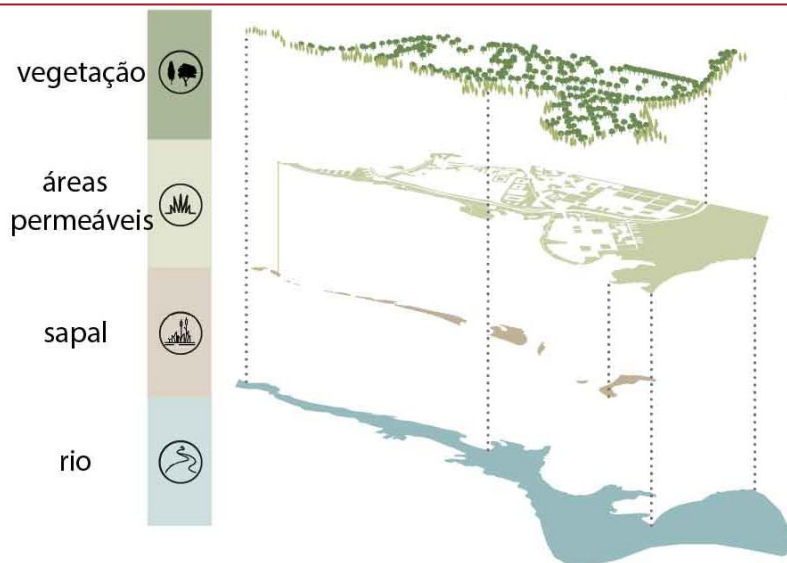 vegetação
áreas
permeáveis
sapal
rio